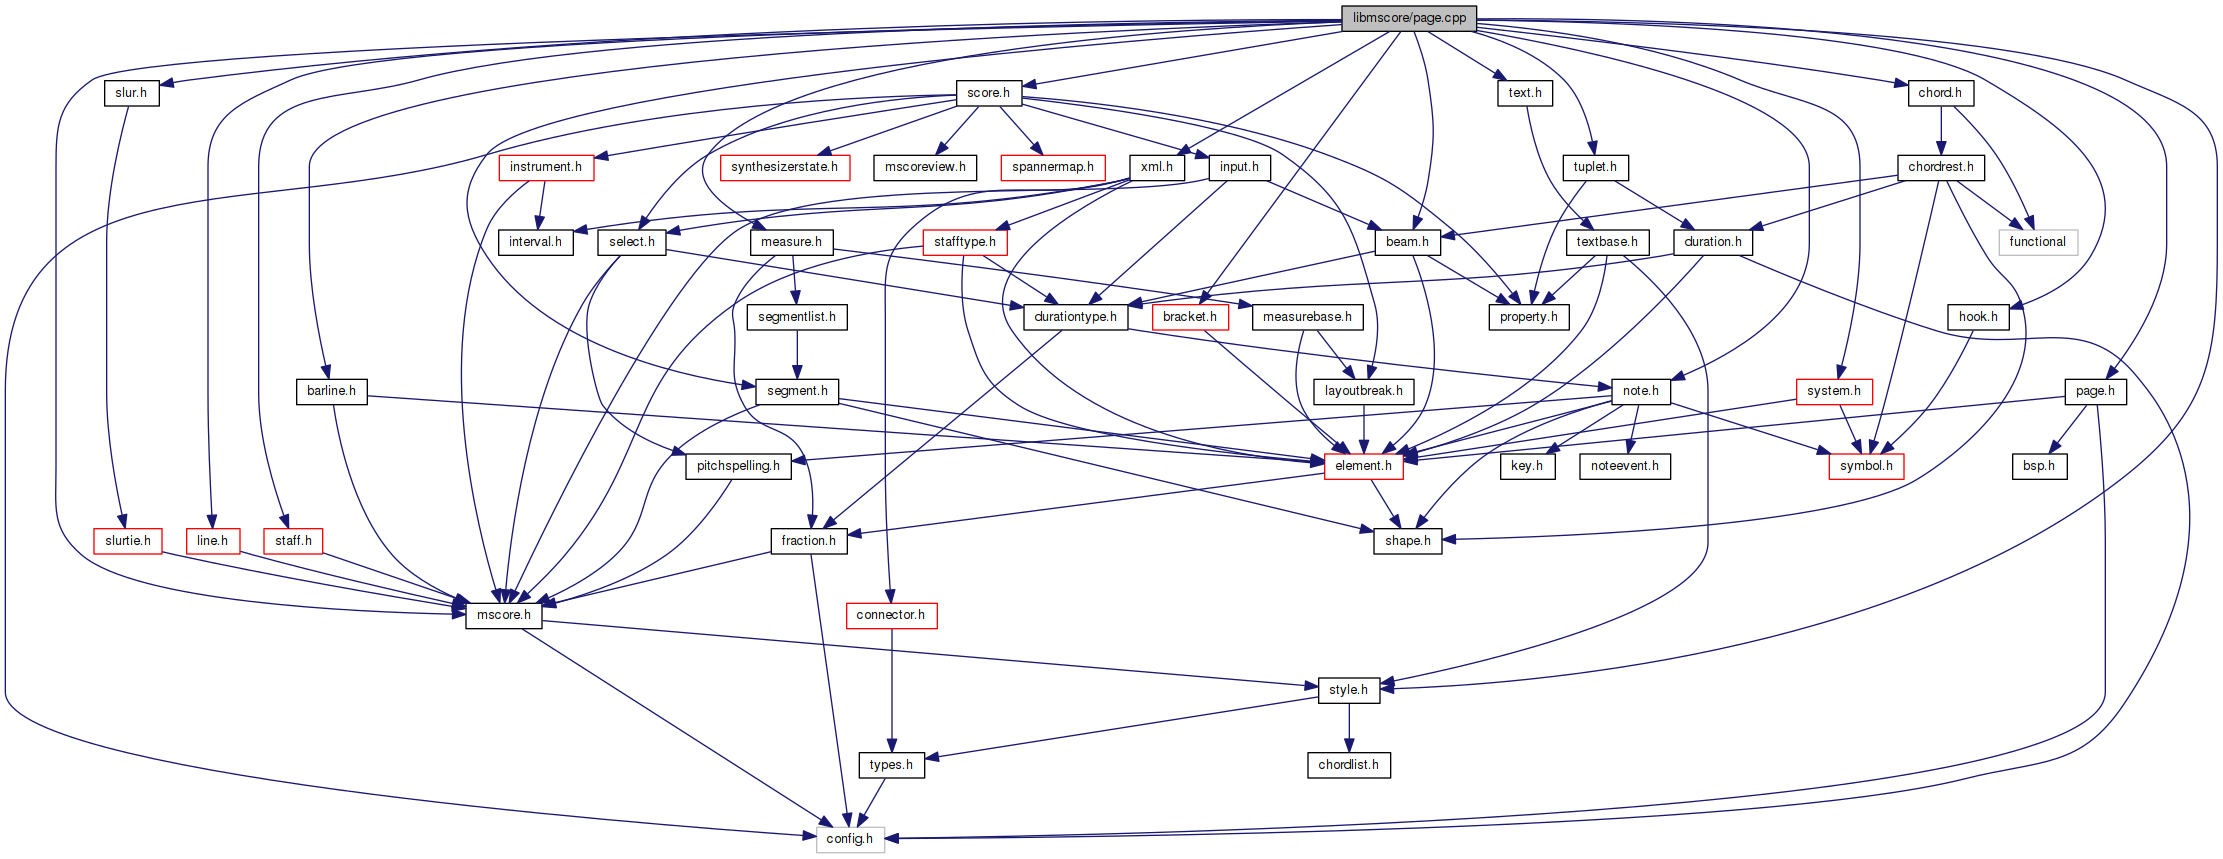 libmscore/page.cpp
slur.h
score.h
text.h
chord.h
instrument.h
synthesizerstate.h
mscoreview.h
spannermap.h
xml.h
input.h
tuplet.h
chordrest.h
interval.h
select.h
measure.h
stafftype.h
beam.h
textbase.h
duration.h
functional
segmentlist.h
durationtype.h
bracket.h
measurebase.h
property.h
hook.h
barline.h
segment.h
layoutbreak.h
note.h
system.h
page.h
pitchspelling.h
element.h
key.h
noteevent.h
symbol.h
bsp.h
slurtie.h
line.h
staff.h
fraction.h
shape.h
mscore.h
connector.h
style.h
types.h
chordlist.h
config.h